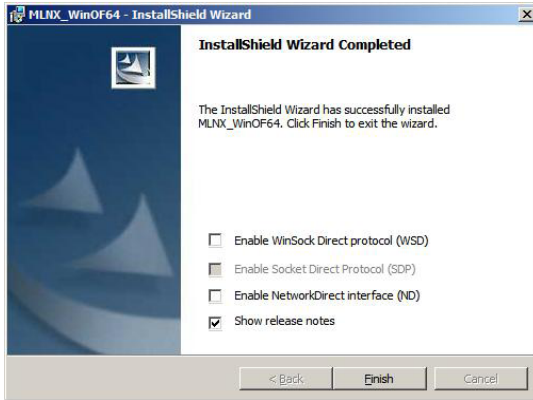 MLNX_WinOF64 - InstallShield Wizard
InstallShield Wizard Completed
The InstallShield Wizard has successfully installed
MLNX_WinOF64. Click Finish to exit the wizard.
Enable WinSock Direct protocol (WSD)
Enable Socket Direct Protocol (SDP)
Enable NetworkDirect interface (ND)
Show release notes
< Back
Finish
Cancel